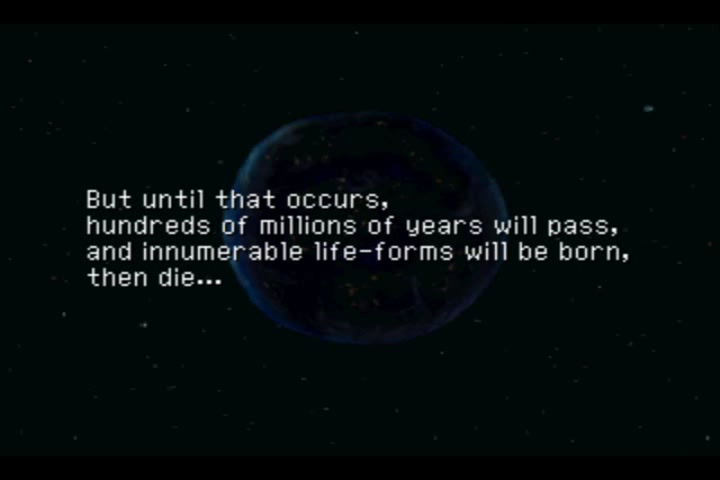 But until that occurs,
hundreds of millions of years will pass,
and innumerable life-forms will be born,
then die...